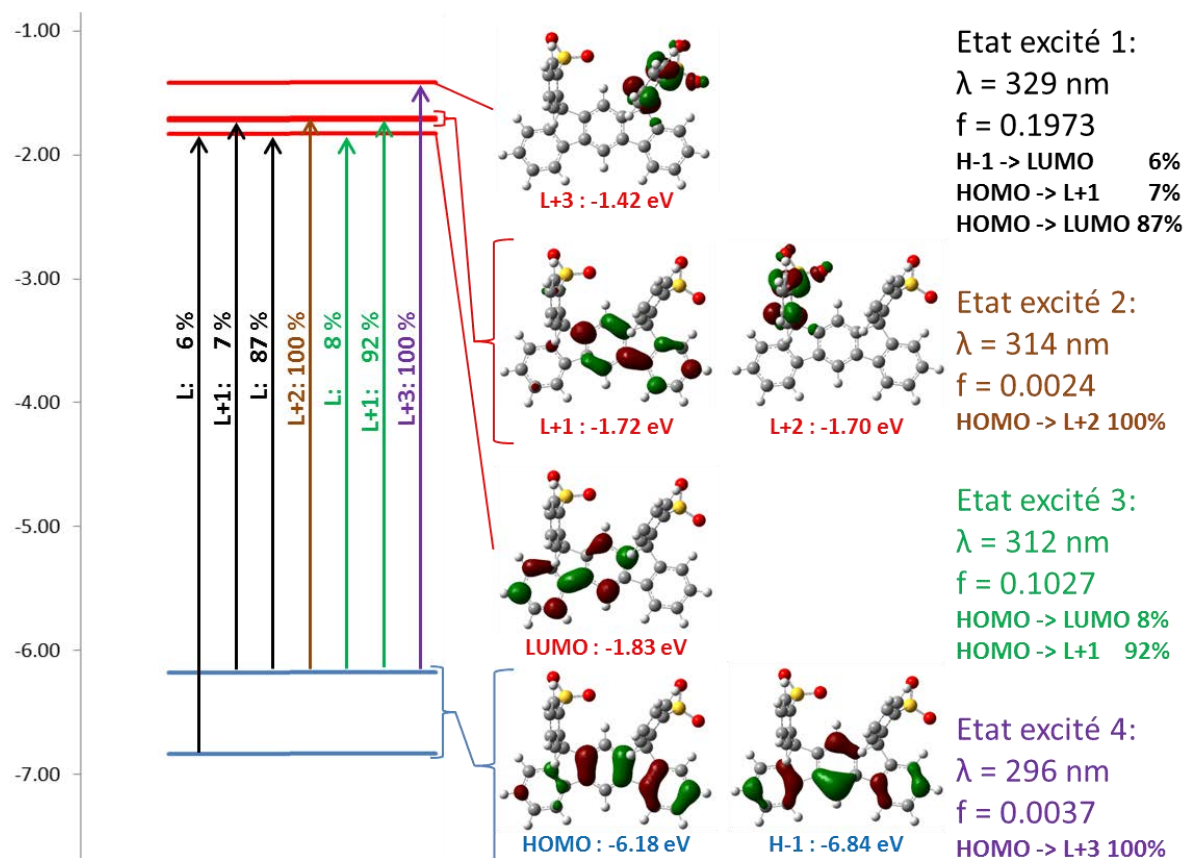 -1.00
-2.00
-3.00
-4.00
-5.00
-6.00
-7.00
L: 6 %
L+1: 7 %
L: 87 %
L+2: 100 %
L: 8 %
L+1: 92 %
L+3: 100 %
L+3 : -1.42 eV
L+1 : -1.72 eV
L+2 : -1.70 eV
LUMO : -1.83 eV
HOMO : -6.18 eV
H-1 : -6.84 eV
Etat excité 1:
λ = 329 nm
f = 0.1973
H-1 -> LUMO 6%
HOMO -> L+1 7%
HOMO -> LUMO 87%
Etat excité 2:
λ = 314 nm
f = 0.0024
HOMO -> L+2 100%
Etat excité 3:
λ = 312 nm
f = 0.1027
HOMO -> LUMO 8%
HOMO -> L+1 92%
Etat excité 4:
λ = 296 nm
f = 0.0037
HOMO -> L+3 100%